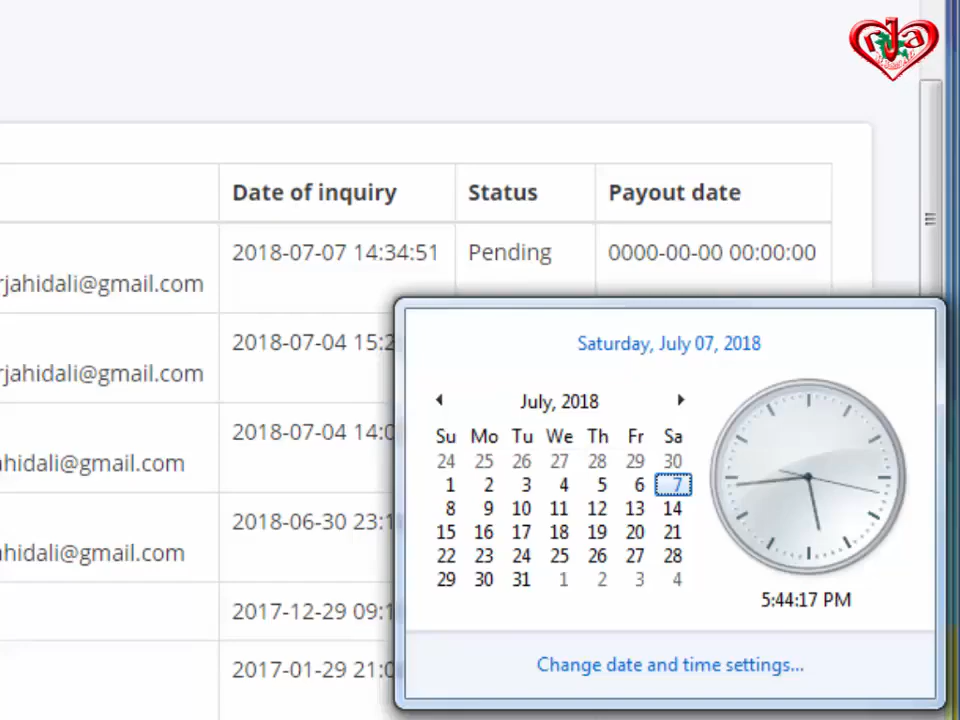 rja
Date of inquiry Status Payout date
2018-07-07 14:34:51 Pending 0000-00-00 00:00:00
rjahidali@gmail.com
2018-07-04 15:2
rjahidali@gmail.com
2018-07-04 14:0
ahidali@gmail.com
2018-06-30 23:1
ahidali@gmail.com
2017-12-29 09:1
2017-01-29 21:0
Saturday, July 07, 2018
July, 2018
Su Mo Tu We Th Fr Sa
24 25 26 27 28 29 30
1 2 3 4 5 6 7
8 9 10 11 12 13 14
15 16 17 18 19 20 21
22 23 24 25 26 27 28
29 30 31 1 2 3 4
5:44:17 PM
Change date and time settings...